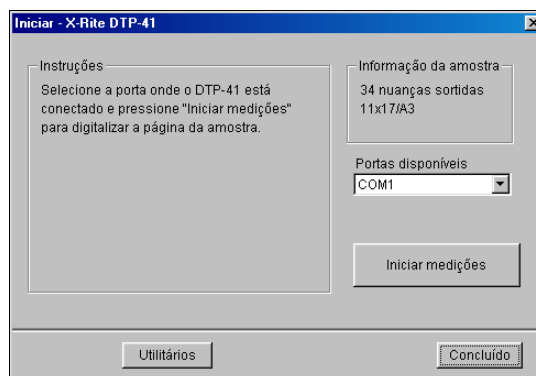 Iniciar - X-Rite DTP-41
Instruções
Selecione a porta onde o DTP-41 está
conectado e pressione "Iniciar medições"
para digitalizar a página da amostra.
Informação da amostra
34 nuanças sortidas
11x17/A3
Portas disponíveis
COM1
Iniciar medições
Utilitários
Concluído